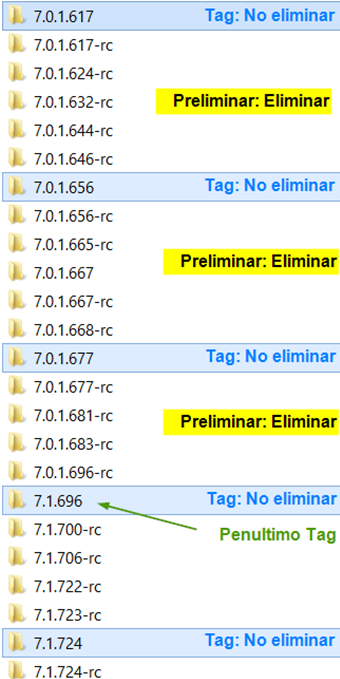 7.0.1.617 Tag: No eliminar
7.0.1.617-rc
7.0.1.624-rc
7.0.1.632-rc Preliminar: Eliminar
7.0.1.644-rc
7.0.1.646-rc
7.0.1.656 Tag: No eliminar
7.0.1.656-rc
7.0.1.665-rc
7.0.1.667 Preliminar: Eliminar
7.0.1.667-rc
7.0.1.668-rc
7.0.1.677 Tag: No eliminar
7.0.1.677-rc
7.0.1.681-rc Preliminar: Eliminar
7.0.1.683-rc
7.0.1.696-rc
7.1.696 Tag: No eliminar
7.1.700-rc Penultimo Tag
7.1.706-rc
7.1.722-rc
7.1.723-rc
7.1.724 Tag: No eliminar
7.1.724-rc